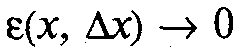 ε(x, Δx) → 0